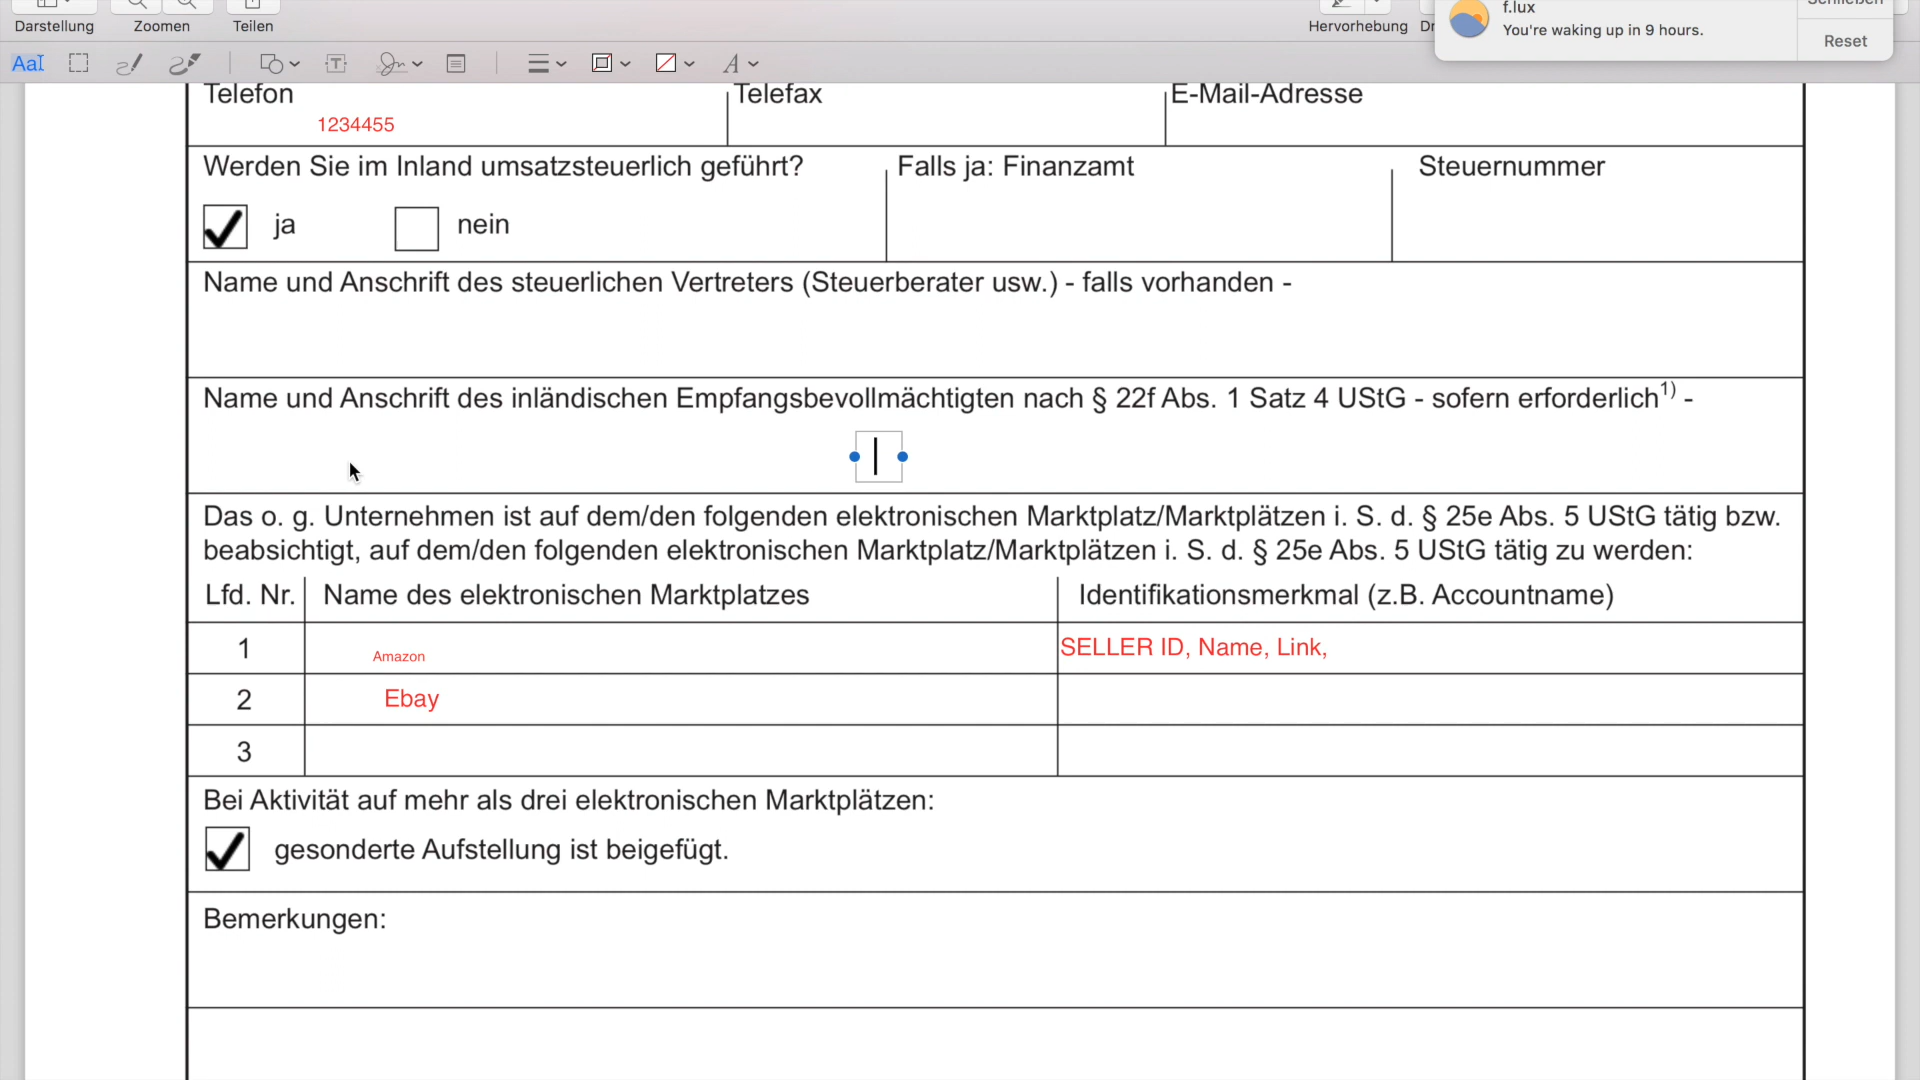 Darstellung
Zoomen
Teilen
Hervorhebung
f.lux
You're waking up in 9 hours.
Schließen
Reset
AaI
T
A
Telefon
Telefax
E-Mail-Adresse
1234455
Werden Sie im Inland umsatzsteuerlich geführt?
Falls ja: Finanzamt
Steuernummer
ja
nein
Name und Anschrift des steuerlichen Vertreters (Steuerberater usw.) - falls vorhanden -
Name und Anschrift des inländischen Empfangsbevollmächtigten nach § 22f Abs. 1 Satz 4 UStG - sofern erforderlich1) -
Das o. g. Unternehmen ist auf dem/den folgenden elektronischen Marktplatz/Marktplätzen i. S. d. § 25e Abs. 5 UStG tätig bzw.
beabsichtigt, auf dem/den folgenden elektronischen Marktplatz/Marktplätzen i. S. d. § 25e Abs. 5 UStG tätig zu werden:
Lfd. Nr.
Name des elektronischen Marktplatzes
Identifikationsmerkmal (z.B. Accountname)
1
Amazon
SELLER ID, Name, Link,
2
Ebay
3
Bei Aktivität auf mehr als drei elektronischen Marktplätzen:
gesonderte Aufstellung ist beigefügt.
Bemerkungen: